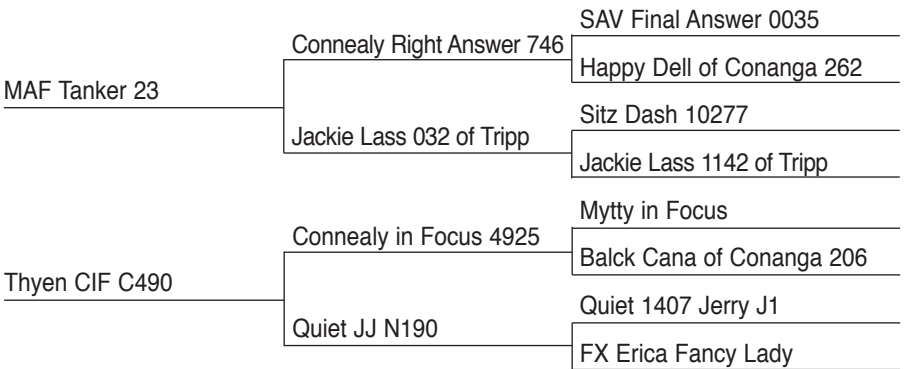 SAV Final Answer 0035
Connealy Right Answer 746
Happy Dell of Conanga 262
MAF Tanker 23
Sitz Dash 10277
Jackie Lass 032 of Tripp
Jackie Lass 1142 of Tripp
Mytty in Focus
Connealy in Focus 4925
Balck Cana of Conanga 206
Thyen CIF C490
Quiet 1407 Jerry J1
Quiet JJ N190
FX Erica Fancy Lady